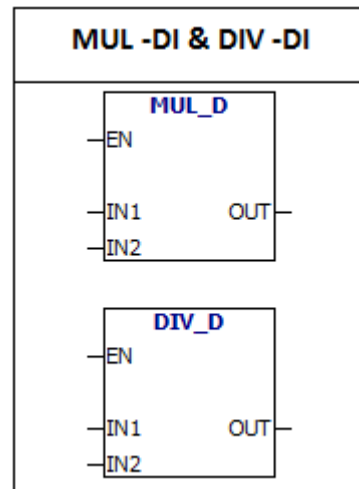 MUL -DI & DIV -DI
MUL_D
EN
IN1 OUT
IN2
DIV_D
EN
IN1 OUT
IN2